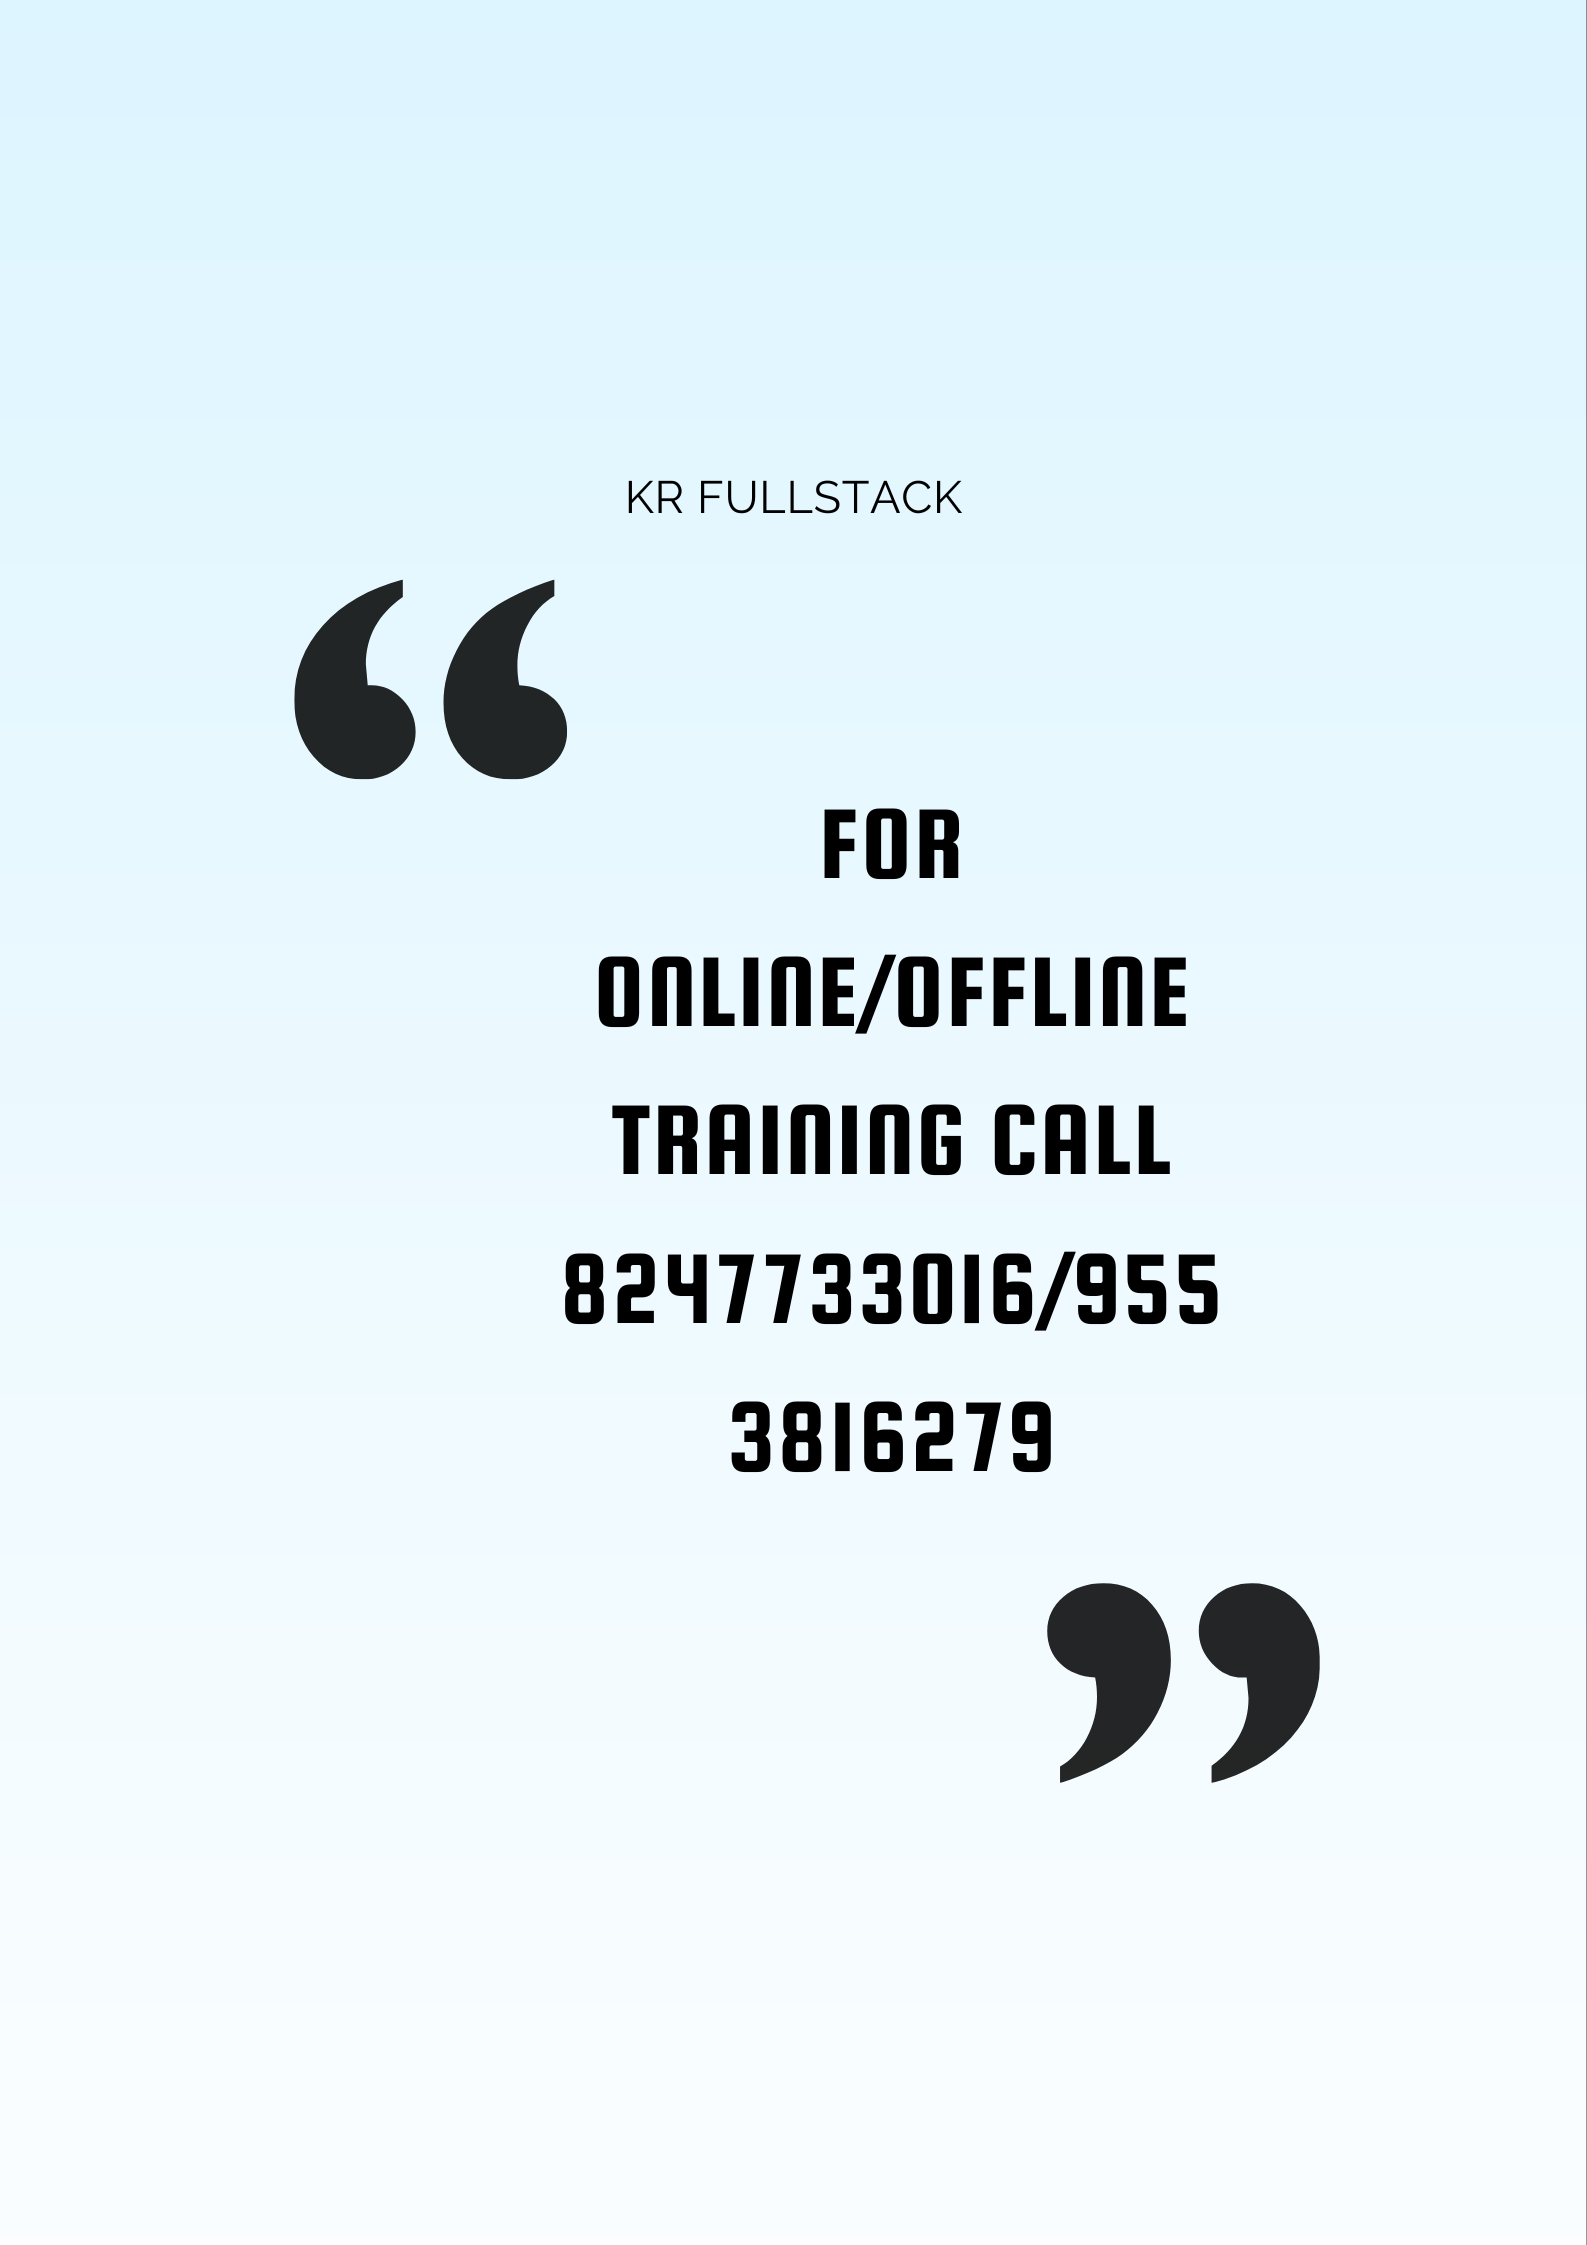 KR FULLSTACK
“
FOR
ONLINE/OFFLINE
TRAINING CALL
8247733016/955
3816279
”